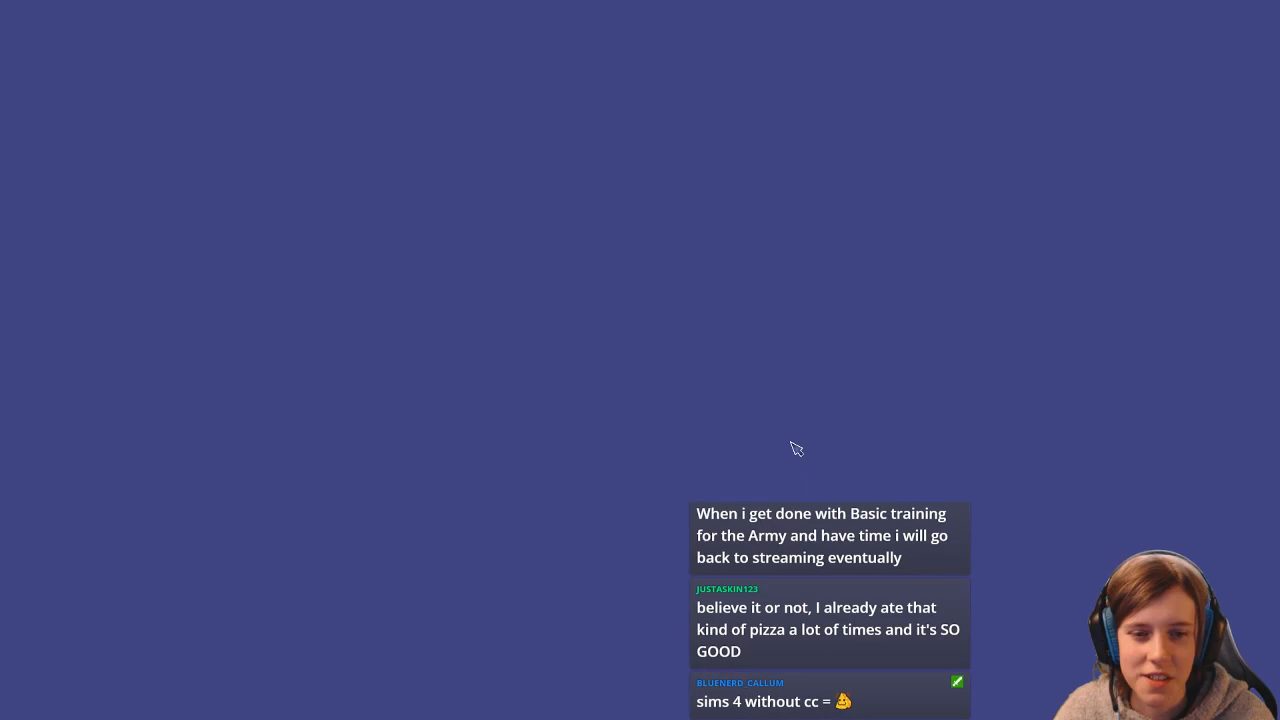 When i get done with Basic training
for the Army and have time i will go
back to streaming eventually
JUSTASKIN123
believe it or not, I already ate that
kind of pizza a lot of times and it's SO
GOOD
BLUENERD_CALLUM
sims 4 without cc =